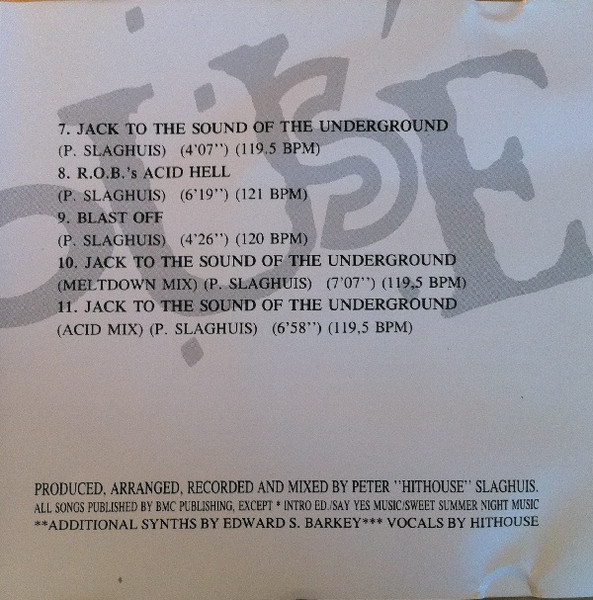 OUSE
7. JACK TO THE SOUND OF THE UNDERGROUND
(P. SLAGHUIS) (4'07'') (119.5 BPM)
8. R.O.B.'s ACID HELL
(P. SLAGHUIS) (6'19'') (121 BPM)
9. BLAST OFF
(P. SLAGHUIS) (4'26'') (120 BPM)
10. JACK TO THE SOUND OF THE UNDERGROUND
(MELTDOWN MIX) (P. SLAGHUIS) (7'07'') (119,5 BPM)
11. JACK TO THE SOUND OF THE UNDERGROUND
(ACID MIX) (P. SLAGHUIS) (6'58'') (119,5 BPM)
PRODUCED, ARRANGED, RECORDED AND MIXED BY PETER "HITHOUSE" SLAGHUIS.
ALL SONGS PUBLISHED BY BMC PUBLISHING, EXCEPT * INTRO ED./SAY YES MUSIC/SWEET SUMMER NIGHT MUSIC
**ADDITIONAL SYNTHS BY EDWARD S. BARKEY*** VOCALS BY HITHOUSE